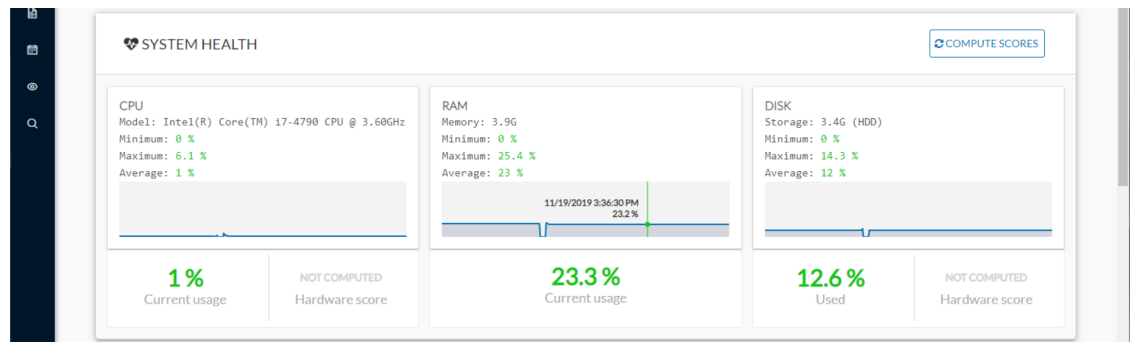 SYSTEM HEALTH
COMPUTE SCORES
CPU
Model: Intel(R) Core(TM) i7-4790 CPU @ 3.60GHz
Minimum: 0 %
Maximum: 6.1 %
Average: 1 %
1 %
Current usage
NOT COMPUTED
Hardware score
RAM
Memory: 3.9G
Minimum: 0 %
Maximum: 25.4 %
Average: 23 %
11/19/2019 3:36:30 PM
23.2 %
23.3 %
Current usage
DISK
Storage: 3.4G (HDD)
Minimum: 0 %
Maximum: 14.3 %
Average: 12 %
12.6 %
Used
NOT COMPUTED
Hardware score